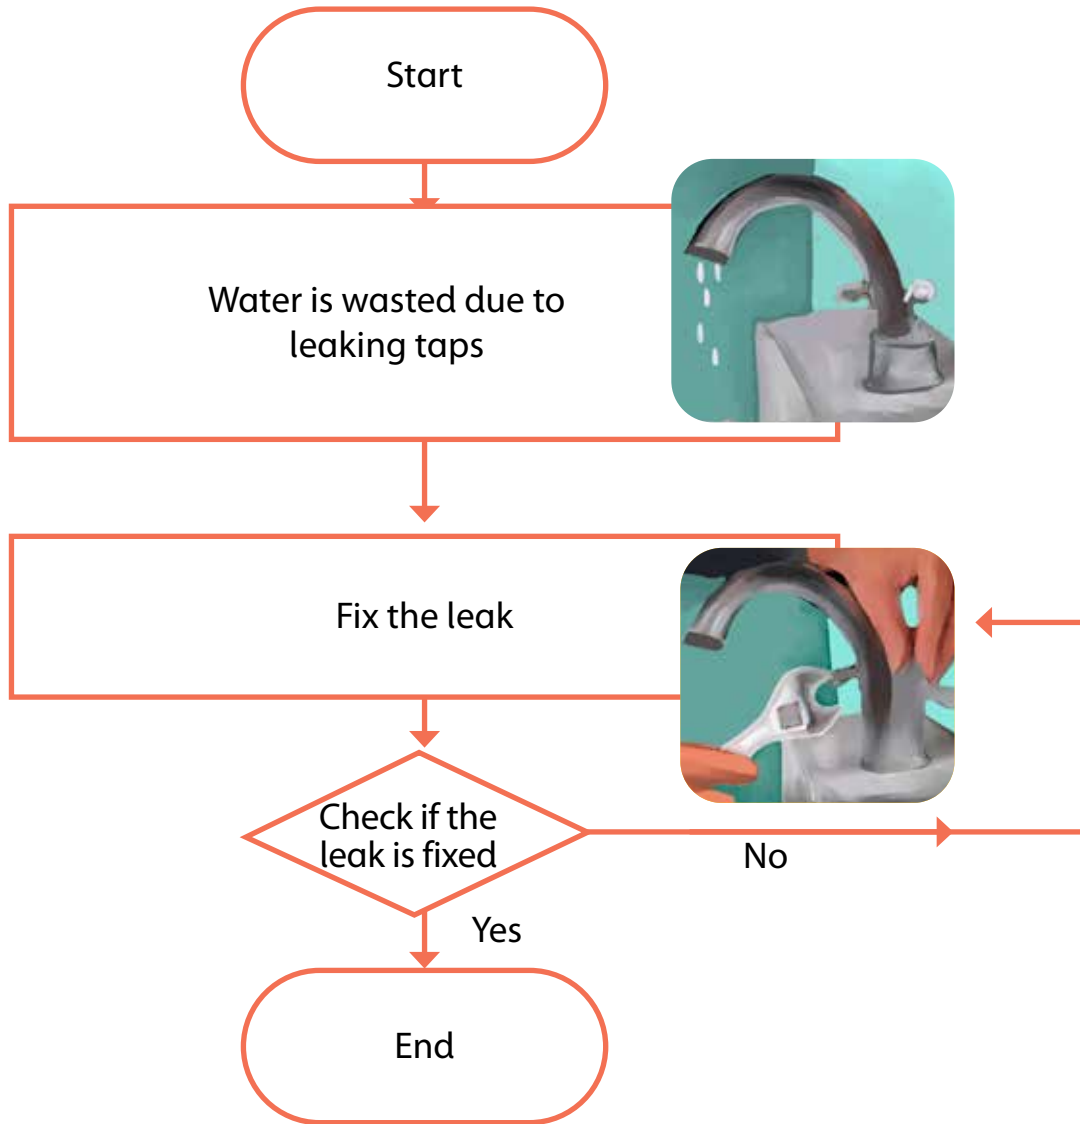 Start
Water is wasted due to
leaking taps
Fix the leak
Check if the
leak is fixed
No
Yes
End